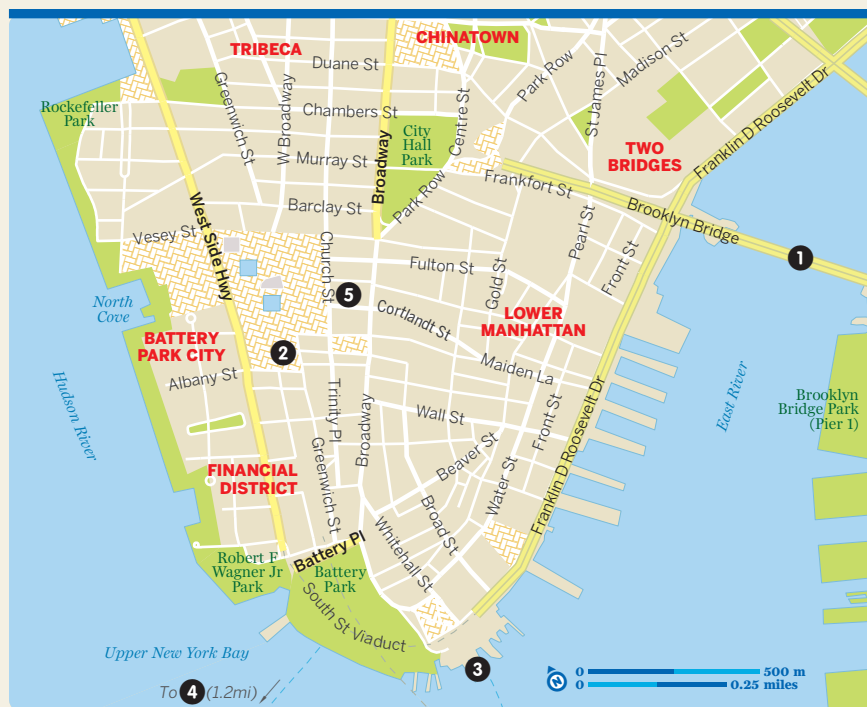 CHINATOWN
TRIBECA
Duane St
Madison St
Park Row
St James Pl
Centre St
Greenwich St
W Broadway
Franklin D Roosevelt Dr
Rockefeller
Park
Chambers St
City
Hall
Park
TWO
BRIDGES
Broadway
Murray St
Frankfort St
Park Row
Barclay St
Pearl St
Brooklyn Bridge
West Side Hwy
Vesey St
Church St
Fulton St
Gold St
Front St
1
5
North
Cove
Cortlandt St
LOWER
MANHATTAN
BATTERY
PARK CITY
2
Maiden La
Albany St
Hudson River
East River
Brooklyn
Bridge Park
(Pier 1)
Trinity Pl
Broadway
Wall St
Front St
Franklin D Roosevelt Dr
Greenwich St
Beaver St
FINANCIAL
DISTRICT
Water St
Broad St
Whitehall St
Battery Pl
Robert F
Wagner Jr
Park
Battery
Park
South St Viaduct
Upper New York Bay
3
To 4 (1.2mi)
N
0 500 m
0 0.25 miles